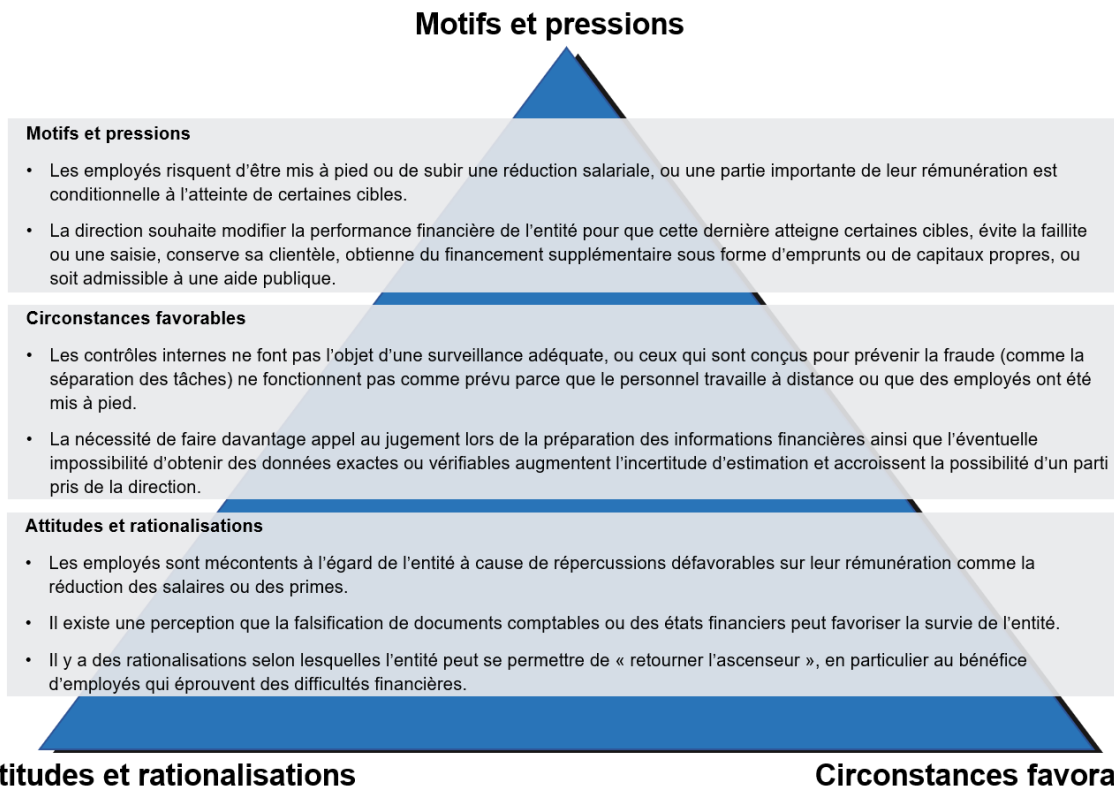 Motifs et pressions
Motifs et pressions
• Les employés risquent d’être mis à pied ou de subir une réduction salariale, ou une partie importante de leur rémunération est
conditionnelle à l’atteinte de certaines cibles.
• La direction souhaite modifier la performance financière de l’entité pour que cette dernière atteigne certaines cibles, évite la faillite
ou une saisie, conserve sa clientèle, obtienne du financement supplémentaire sous forme d’emprunts ou de capitaux propres, ou
soit admissible à une aide publique.
Circonstances favorables
• Les contrôles internes ne font pas l’objet d’une surveillance adéquate, ou ceux qui sont conçus pour prévenir la fraude (comme la
séparation des tâches) ne fonctionnent pas comme prévu parce que le personnel travaille à distance ou que des employés ont été
mis à pied.
• La nécessité de faire davantage appel au jugement lors de la préparation des informations financières ainsi que l’éventuelle
impossibilité d’obtenir des données exactes ou vérifiables augmentent l’incertitude d’estimation et accroissent la possibilité d’un parti
pris de la direction.
Attitudes et rationalisations
• Les employés sont mécontents à l’égard de l’entité à cause de répercussions défavorables sur leur rémunération comme la
réduction des salaires ou des primes.
• Il existe une perception que la falsification de documents comptables ou des états financiers peut favoriser la survie de l’entité.
• Il y a des rationalisations selon lesquelles l’entité peut se permettre de « retourner l’ascenseur », en particulier au bénéfice
d’employés qui éprouvent des difficultés financières.
titudes et rationalisations
Circonstances favora